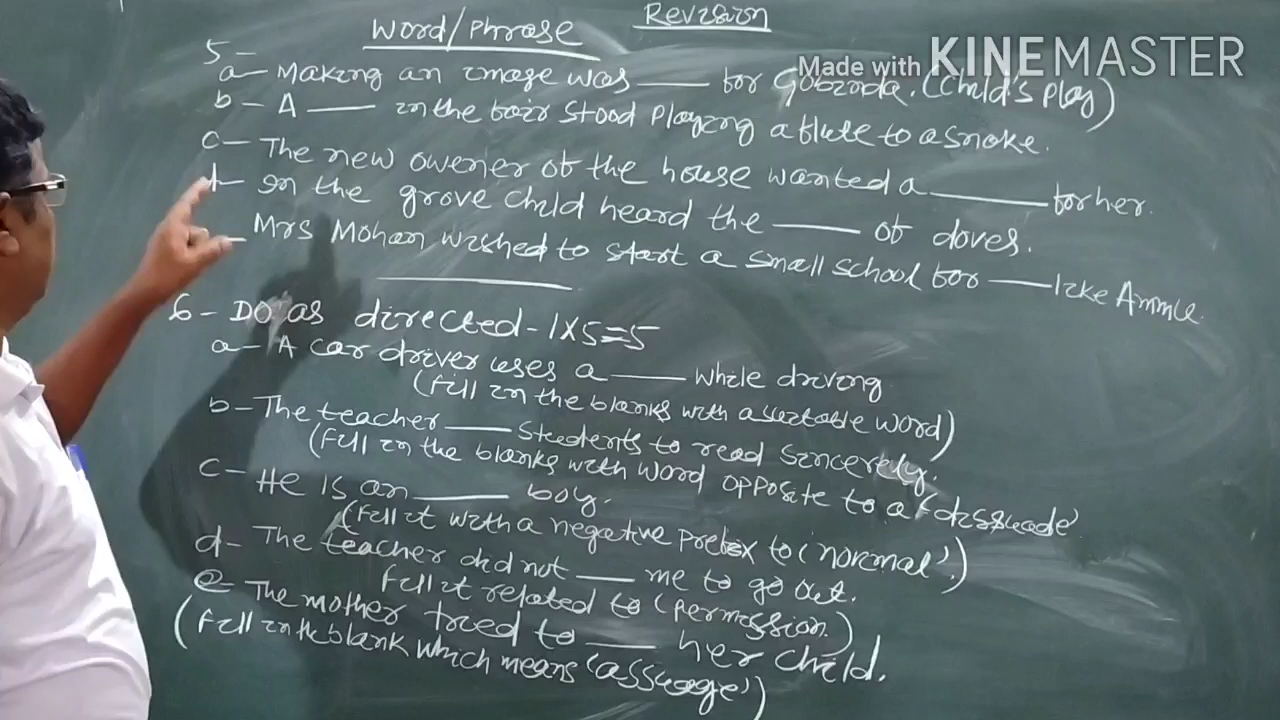 Revision
Word/Phrase
5-
a- Making an image was ____ for Gobinda. (Child's play)
b- A ____ in the fair stood playing a flute to a snake.
c- The new owener of the house wanted a ____ for her.
d- In the grove child heard the ____ of doves.
Mrs Mohan wished to start a small school for ____ like Ammie.
6- Do as directed - 1x5=5
a- A car driver uses a ____ while driving
(fill in the blanks with a suitable word)
b- The teacher ____ students to read sincerely.
(Fill in the blanks with word opposite to a 'dissuade'
c- He is an ____ boy.
(Fill it with a negative prefix to 'normal'.)
d- The teacher did not ____ me to go out.
fill it related to (permission)
e- The mother tried to ____ her child.
(Fill in the blank which means 'assuage')
Made with KINEMASTER